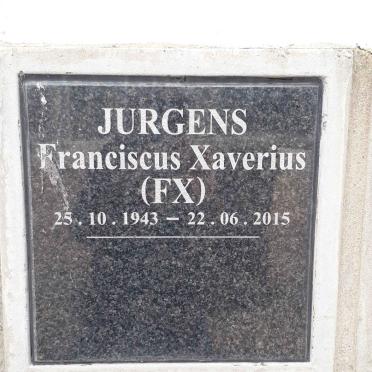 JURGENS
Franciscus Xaverius
(FX)
25 . 10 . 1943 – 22 . 06 . 2015